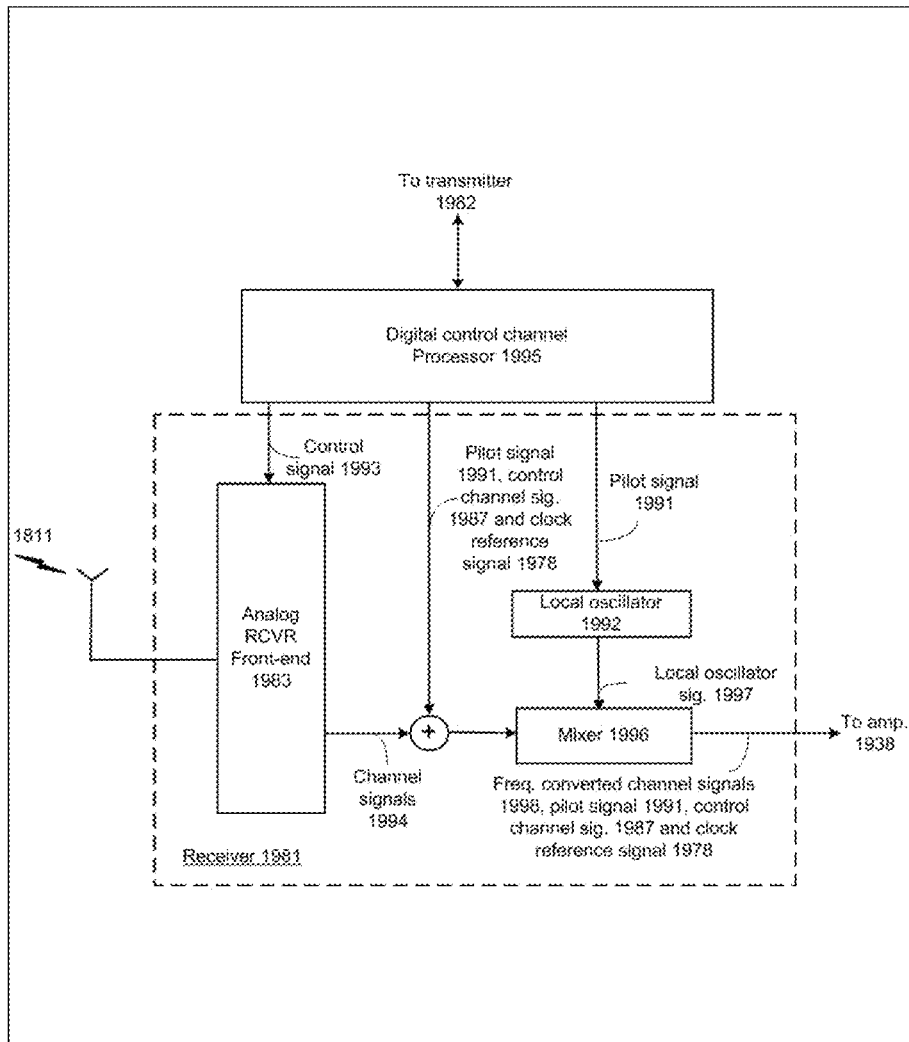 To transmitter
1982
Digital control channel
Processor 1995
Control
signal 1993
Pilot signal
1991, control
channel sig.
1987 and clock
reference
signal 1978
Pilot signal
1991
1811
Analog
RCVR
Front-end
1983
Local oscillator
1992
Local oscillator
sig. 1997
+
Mixer 1996
To amp.
1938
Channel
signals
1994
Freq. converted channel signals
1998, pilot signal 1991, control
channel sig. 1987 and clock
reference signal 1978
Receiver 1981